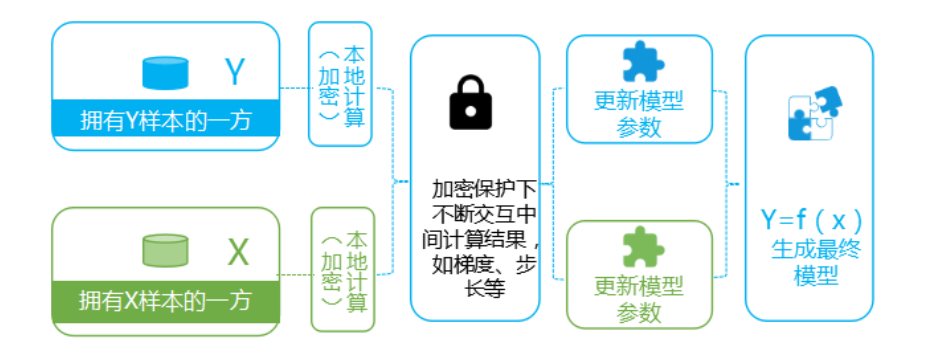 Y
拥有Y样本的一方
本地计算
（加密）
X
拥有X样本的一方
本地计算
（加密）
加密保护下
不断交互中
间计算结果，
如梯度、步
长等
更新模型
参数
更新模型
参数
Y=f（x）
生成最终
模型